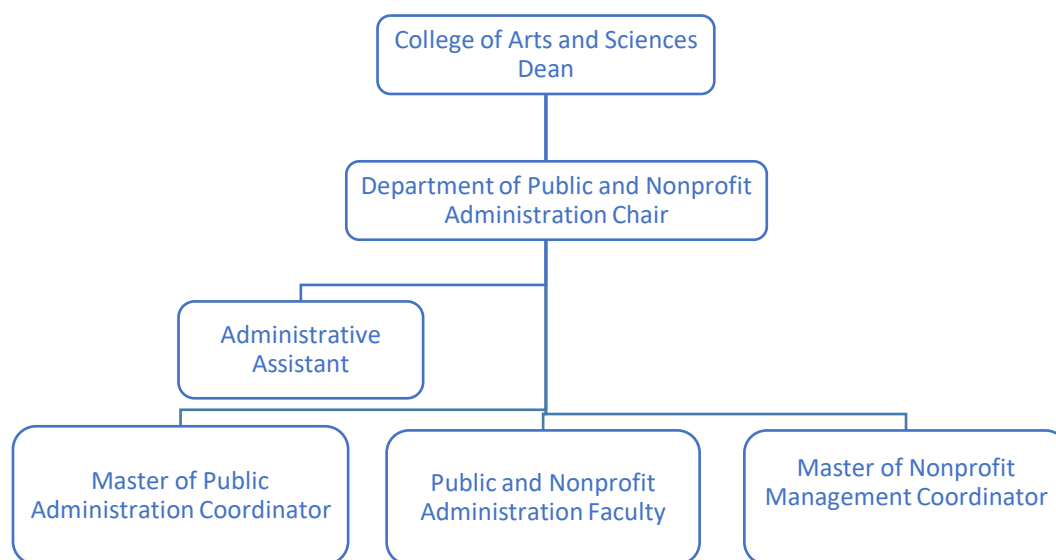 College of Arts and Sciences
Dean
Department of Public and Nonprofit
Administration Chair
Administrative
Assistant
Master of Public
Administration Coordinator
Public and Nonprofit
Administration Faculty
Master of Nonprofit
Management Coordinator